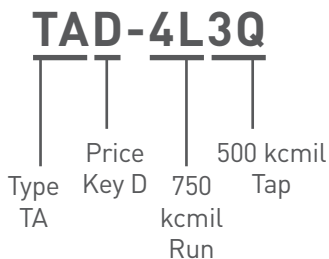 TAD-4L3Q
Type
TA
Price
Key D
750
kcmil
Run
500 kcmil
Tap